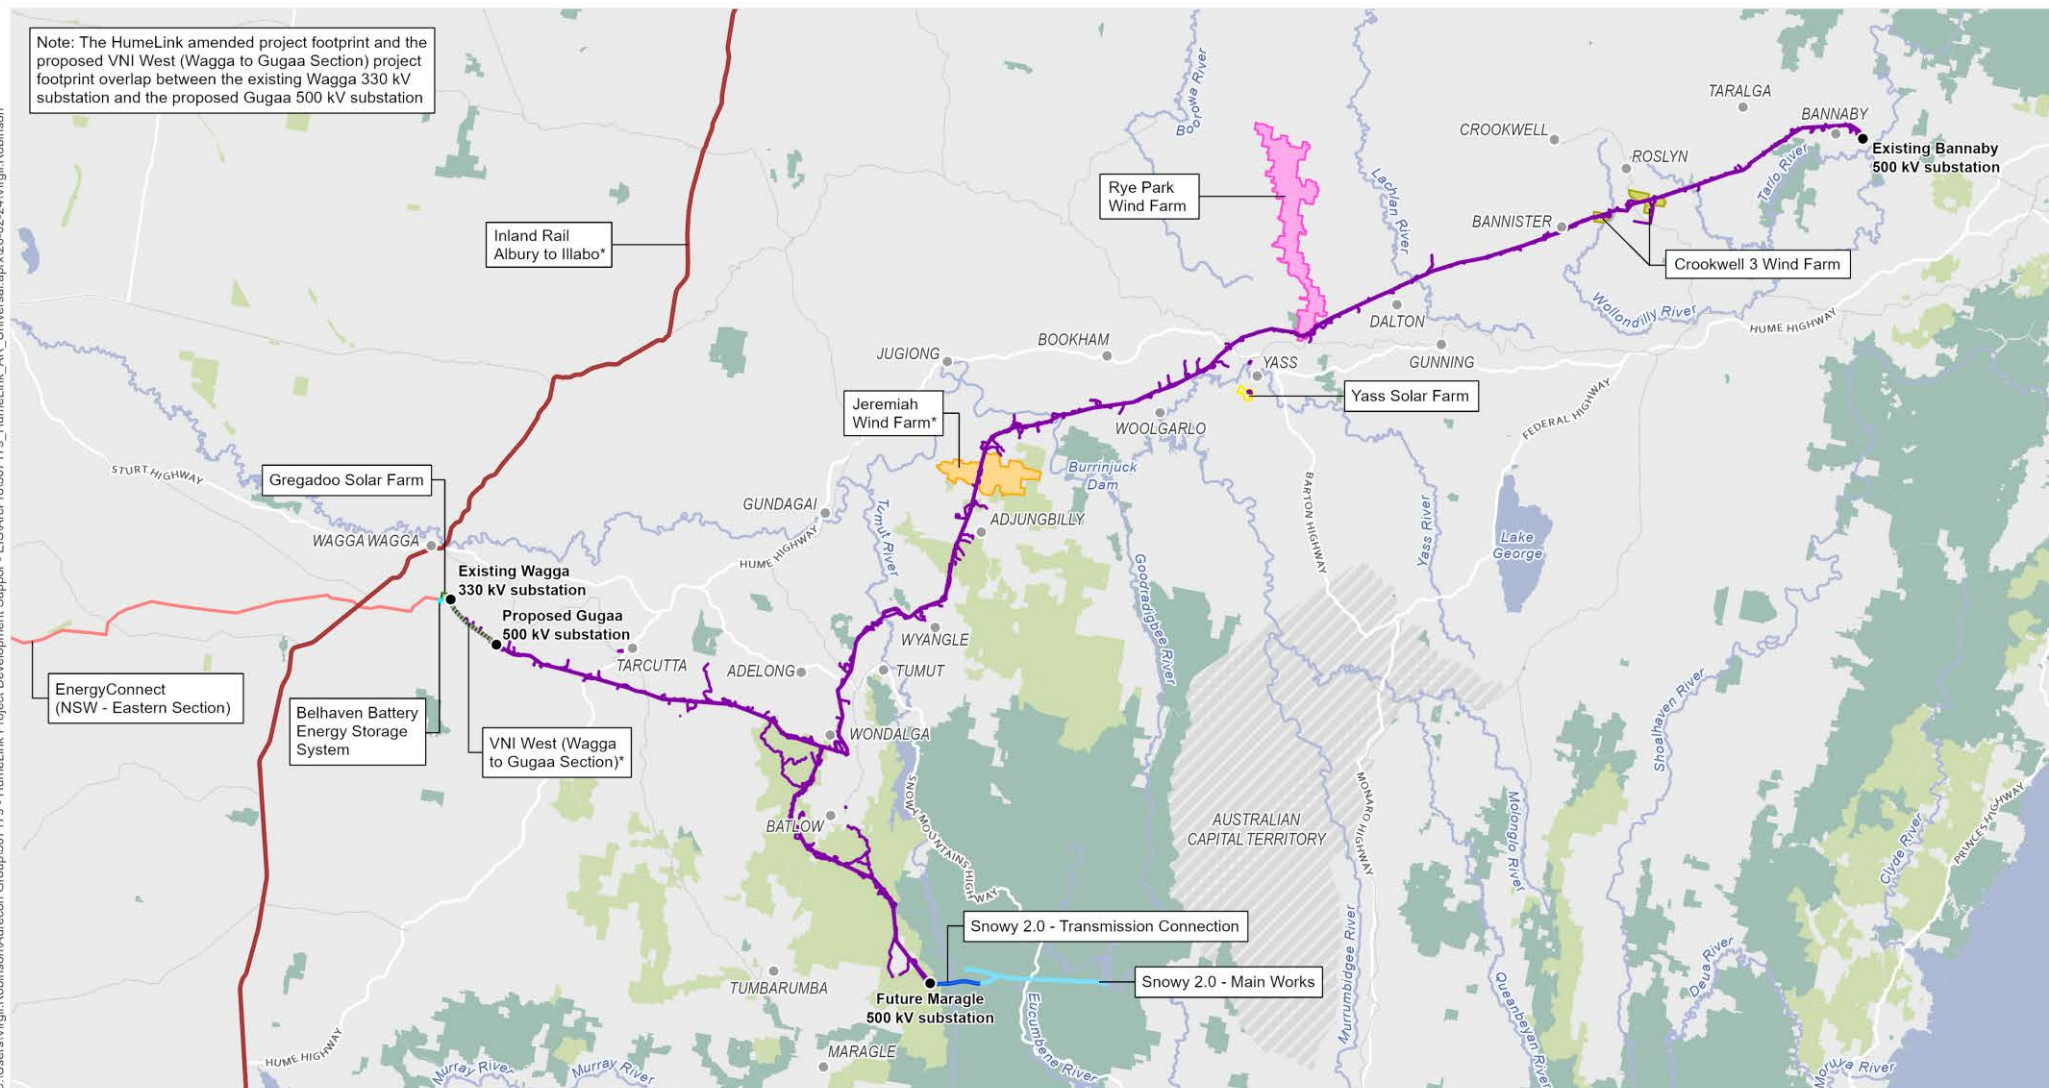 Note: The HumeLink amended project footprint and the
proposed VNI West (Wagga to Gugaa Section) project
footprint overlap between the existing Wagga 330 kV
substation and the proposed Gugaa 500 kV substation
Boorowa River
TARALGA
BANNABY
CROOKWELL
Existing Bannaby
500 kV substation
ROSLYN
Tarlo River
Rye Park
Wind Farm
Lachlan River
BANNISTER
Inland Rail
Albury to Illabo*
Crookwell 3 Wind Farm
Wollondilly River
HUME HIGHWAY
DALTON
BOOKHAM
JUGIONG
YASS
GUNNING
Jeremiah
Wind Farm*
Yass Solar Farm
WOOLGARLO
FEDERAL HIGHWAY
STURT HIGHWAY
Gregadoo Solar Farm
Burrinjuck
Dam
GUNDAGAI
Tumut River
BARTON HIGHWAY
Yass River
ADJUNGBILLY
Lake
George
WAGGA WAGGA
HUME HIGHWAY
Existing Wagga
330 kV substation
Goodradigbee River
Proposed Gugaa
500 kV substation
WYANGLE
TARCUTTA
ADELONG
TUMUT
EnergyConnect
(NSW - Eastern Section)
Belhaven Battery
Energy Storage
System
VNI West (Wagga
to Gugaa Section)*
WONDALGA
Shoalhaven River
SNOWY MOUNTAINS HIGHWAY
MONARO HIGHWAY
BATLOW
AUSTRALIAN
CAPITAL TERRITORY
Molonglo River
Clyde River
PRINCES HIGHWAY
Snowy 2.0 - Transmission Connection
Snowy 2.0 - Main Works
TUMBARUMBA
Future Maragle
500 kV substation
Murrumbidgee River
Queanbeyan River
Deua River
Eucumbene River
HUME HIGHWAY
MARAGLE
Murray River
Murray River
Moruya River